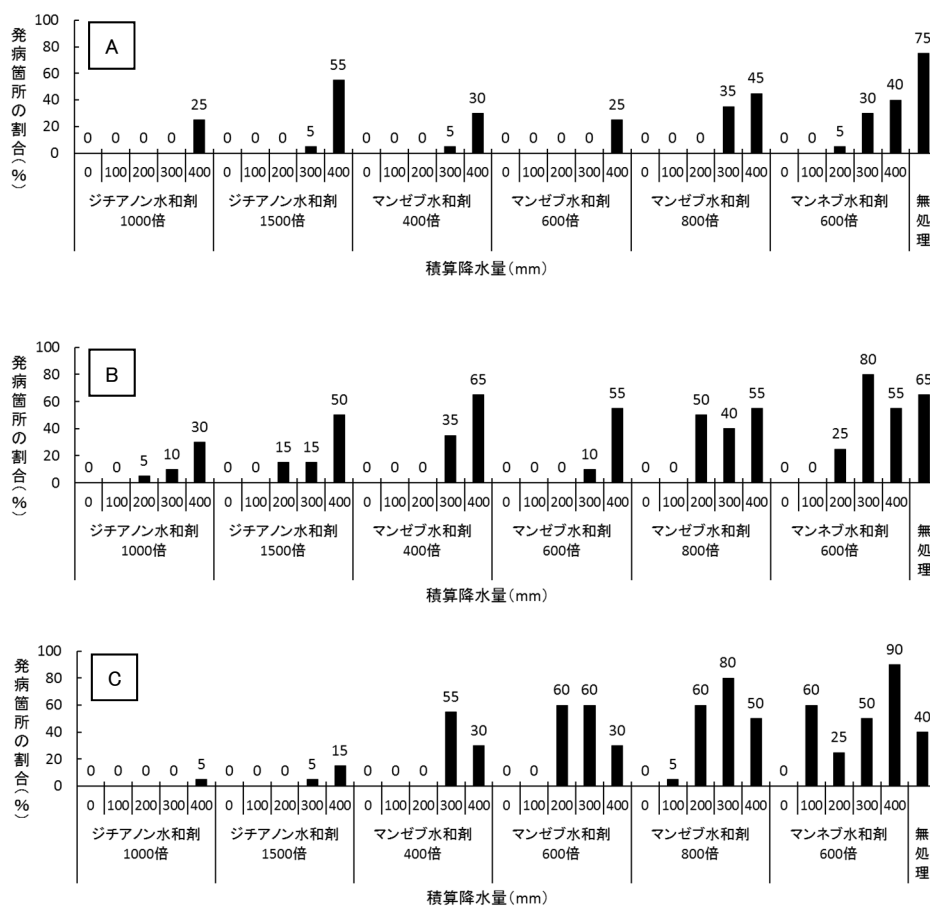 A
発病箇所の割合(%)
100
80
60
40
20
0
0 0 0 0 25 0 0 0 5 55 0 0 0 5 30 0 0 0 0 25 0 0 0 35 45 0 0 5 30 40 75
0 100 200 300 400 0 100 200 300 400 0 100 200 300 400 0 100 200 300 400 0 100 200 300 400 0 100 200 300 400
ジチアノン水和剤 ジチアノン水和剤 マンゼブ水和剤 マンゼブ水和剤 マンゼブ水和剤 マンネブ水和剤 無処理
1000倍 1500倍 400倍 600倍 800倍 600倍
積算降水量(mm)
B
発病箇所の割合(%)
100
80
60
40
20
0
0 0 5 10 30 0 0 15 15 50 0 0 0 35 65 0 0 0 10 55 0 0 50 40 55 0 0 25 80 55 65
0 100 200 300 400 0 100 200 300 400 0 100 200 300 400 0 100 200 300 400 0 100 200 300 400 0 100 200 300 400
ジチアノン水和剤 ジチアノン水和剤 マンゼブ水和剤 マンゼブ水和剤 マンゼブ水和剤 マンネブ水和剤 無処理
1000倍 1500倍 400倍 600倍 800倍 600倍
積算降水量(mm)
C
発病箇所の割合(%)
100
80
60
40
20
0
0 0 0 0 5 0 0 0 5 15 0 0 0 55 30 0 0 60 60 30 0 5 60 80 50 0 60 25 50 90 40
0 100 200 300 400 0 100 200 300 400 0 100 200 300 400 0 100 200 300 400 0 100 200 300 400 0 100 200 300 400
ジチアノン水和剤 ジチアノン水和剤 マンゼブ水和剤 マンゼブ水和剤 マンゼブ水和剤 マンネブ水和剤 無処理
1000倍 1500倍 400倍 600倍 800倍 600倍
積算降水量(mm)